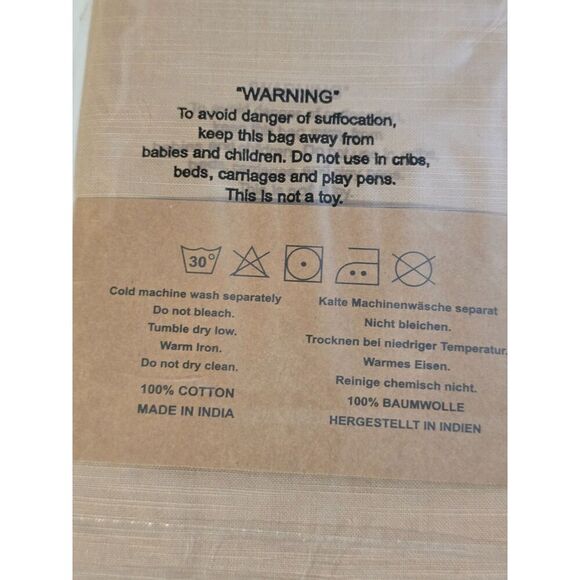 "WARNING"
To avoid danger of suffocation,
keep this bag away from
babies and children. Do not use in cribs,
beds, carriages and play pens.
This is not a toy.
30°
Cold machine wash separately
Do not bleach.
Tumble dry low.
Warm Iron.
Do not dry clean.
100% COTTON
MADE IN INDIA
Kalte Machinenwäsche separat
Nicht bleichen.
Trocknen bei niedriger Temperatur.
Warmes Eisen.
Reinige chemisch nicht.
100% BAUMWOLLE
HERGESTELLT IN INDIEN